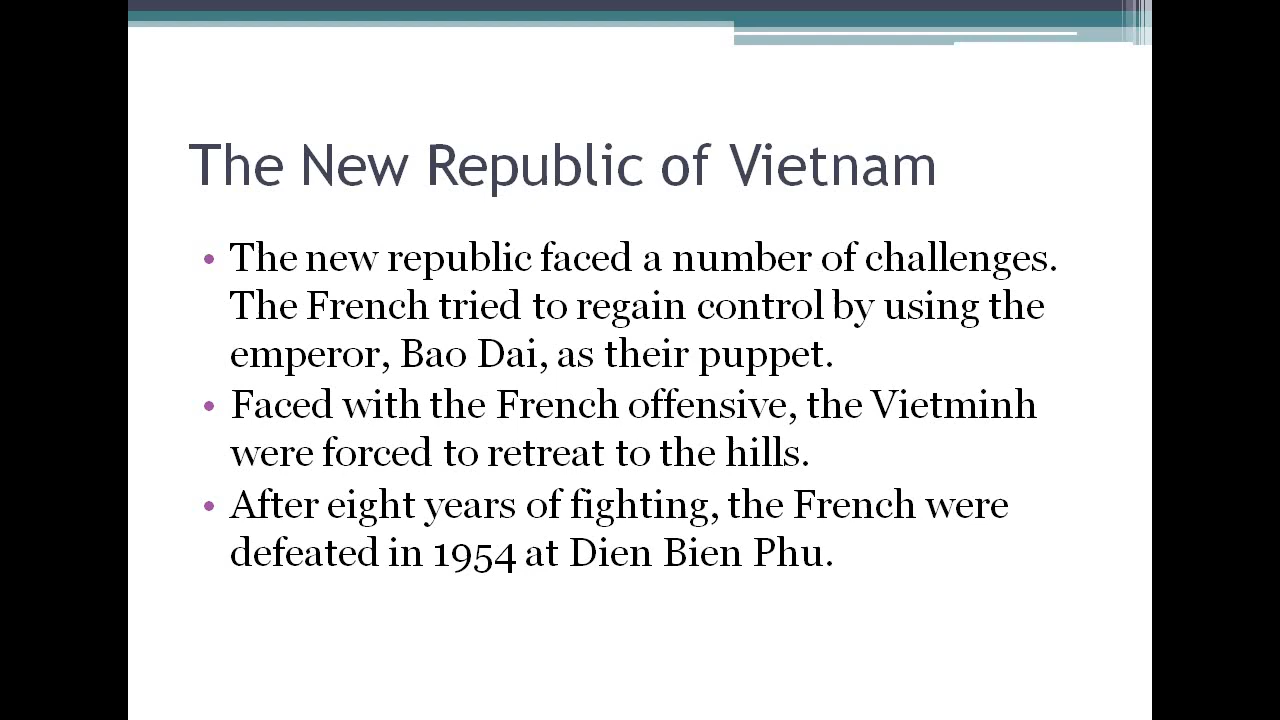 The New Republic of Vietnam
• The new republic faced a number of challenges.
The French tried to regain control by using the
emperor, Bao Dai, as their puppet.
• Faced with the French offensive, the Vietminh
were forced to retreat to the hills.
• After eight years of fighting, the French were
defeated in 1954 at Dien Bien Phu.